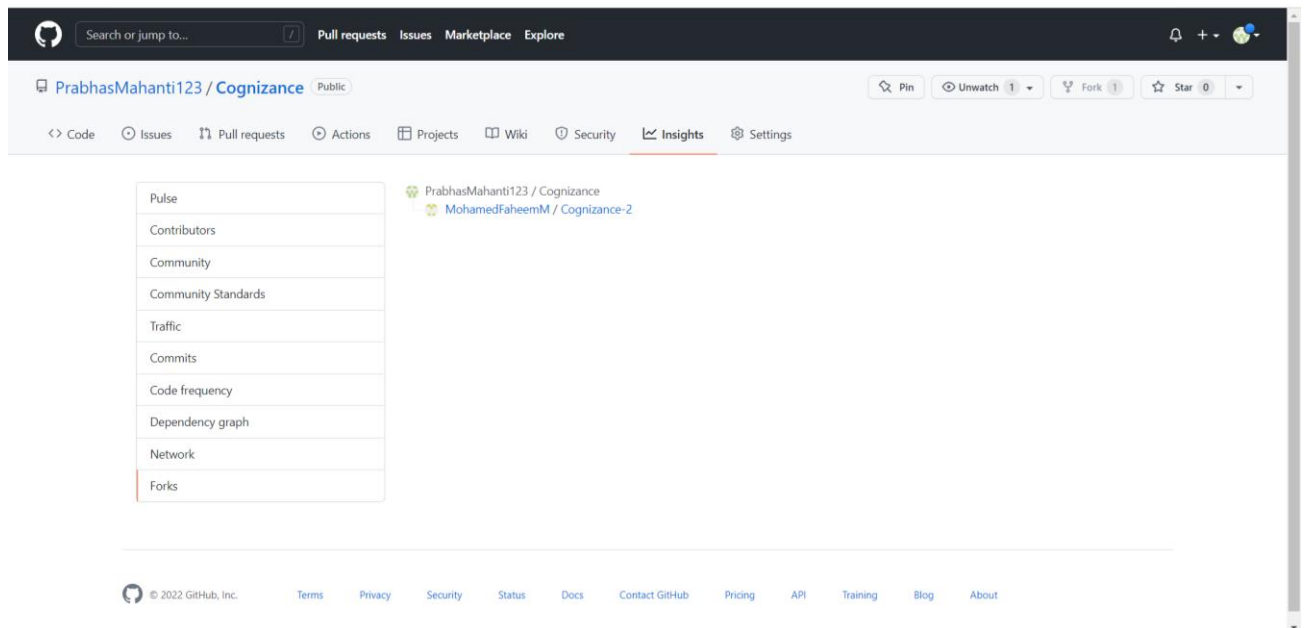 Search or jump to... / Pull requests Issues Marketplace Explore
PrabhasMahanti123 / Cognizance Public Pin Unwatch 1 Fork 1 Star 0
Code Issues Pull requests Actions Projects Wiki Security Insights Settings
Pulse
Contributors
Community
Community Standards
Traffic
Commits
Code frequency
Dependency graph
Network
Forks
PrabhasMahanti123 / Cognizance
MohamedFaheemM / Cognizance-2
© 2022 GitHub, Inc. Terms Privacy Security Status Docs Contact GitHub Pricing API Training Blog About